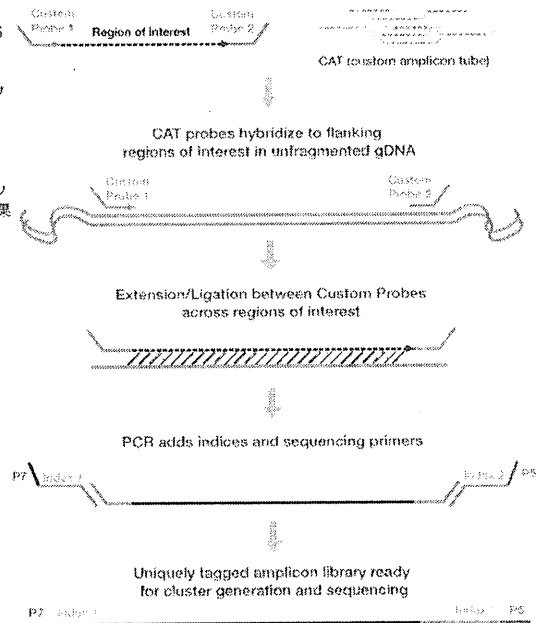 Custom Probe 1
Region of Interest
Custom Probe 2
CAT (custom amplicon tube)
CAT probes hybridize to flanking
regions of interest in unfragmented gDNA
Custom Probe 1
Custom Probe 2
果
Extension/Ligation between Custom Probes
across regions of interest
PCR adds indices and sequencing primers
P7
Index 1
Index 2
P5
Uniquely tagged amplicon library ready
for cluster generation and sequencing
P7
Index 1
Index 2
P5